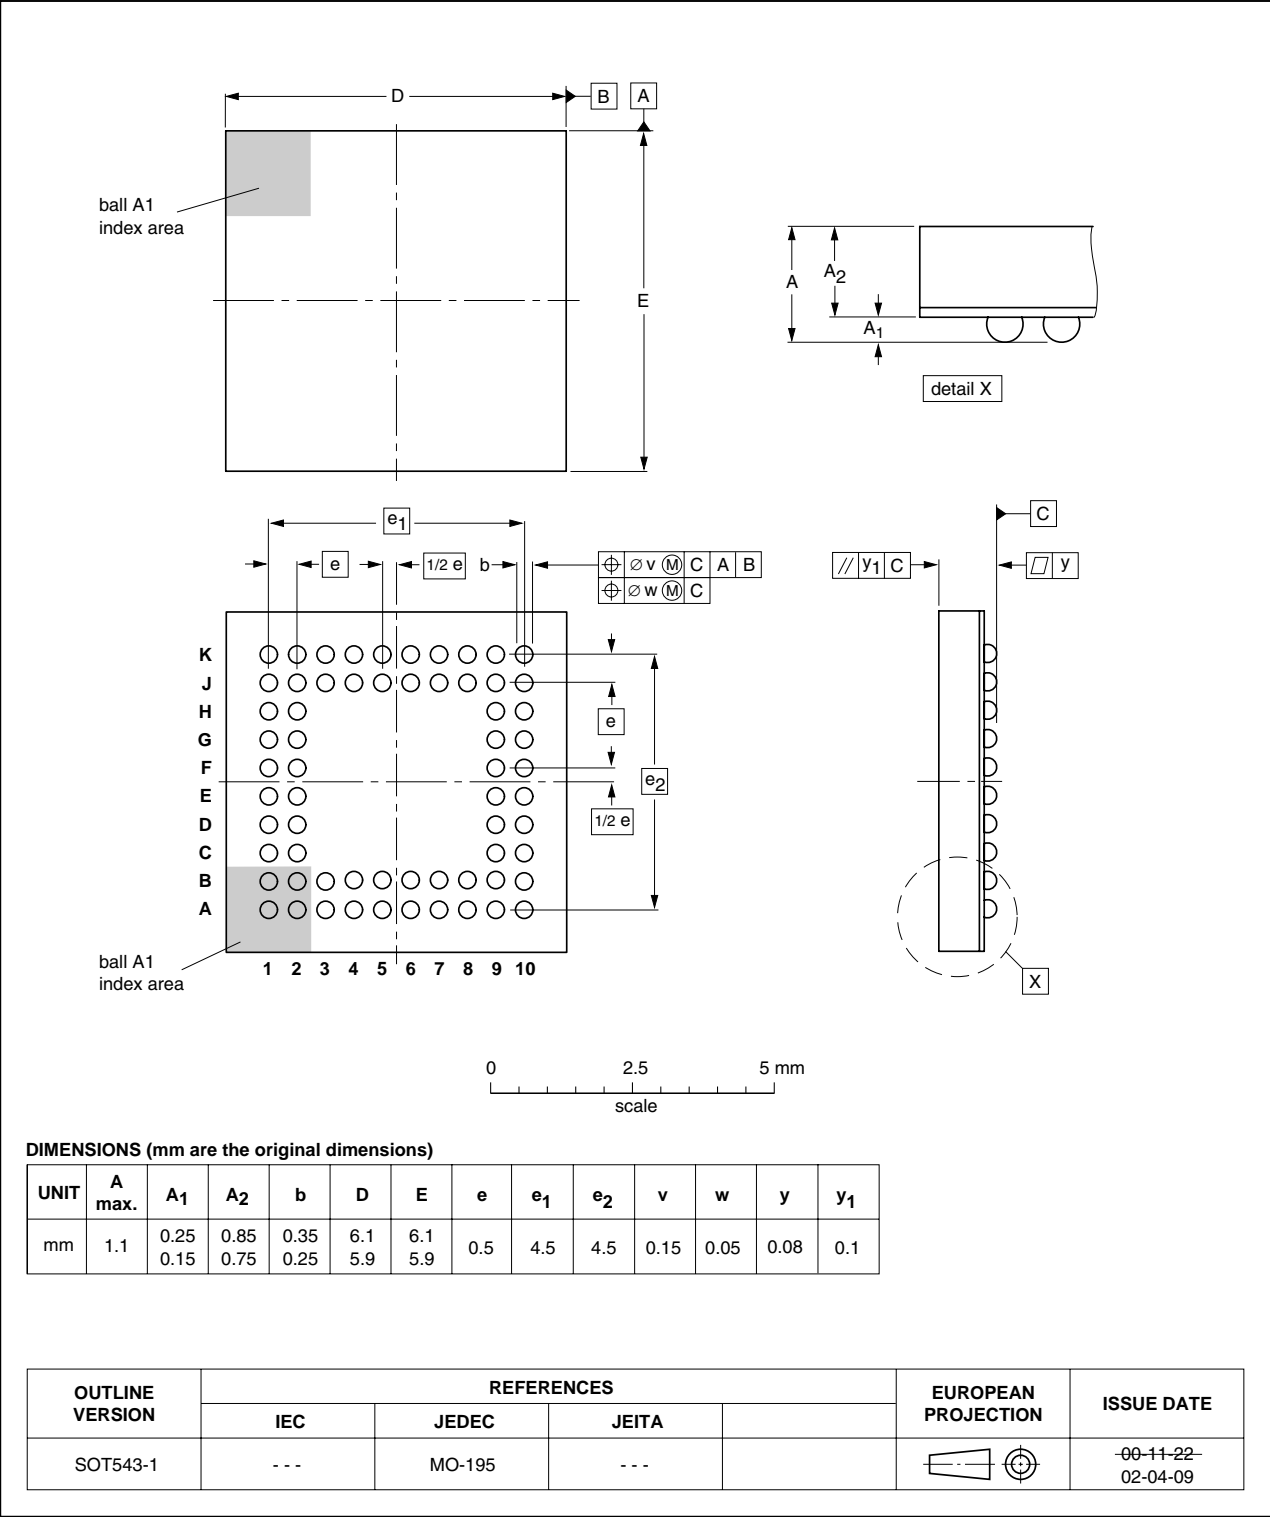 D
B
A
ball A1
index area
E
A
A2
A1
detail X
e1
e
1/2 e
b
⌖ ∅ v Ⓜ C A B
⌖ ∅ w Ⓜ C
C
// y1 C
▱ y
K
J
H
G
F
E
D
C
B
A
e
e2
1/2 e
ball A1
index area
1 2 3 4 5 6 7 8 9 10
X
0 2.5 5 mm
scale
DIMENSIONS (mm are the original dimensions)
UNIT A max. A1 A2 b D E e e1 e2 v w y y1
mm 1.1 0.25 0.15 0.85 0.75 0.35 0.25 6.1 5.9 6.1 5.9 0.5 4.5 4.5 0.15 0.05 0.08 0.1
OUTLINE VERSION
REFERENCES
EUROPEAN PROJECTION
ISSUE DATE
IEC JEDEC JEITA
SOT543-1 - - - MO-195 - - -
00-11-22
02-04-09